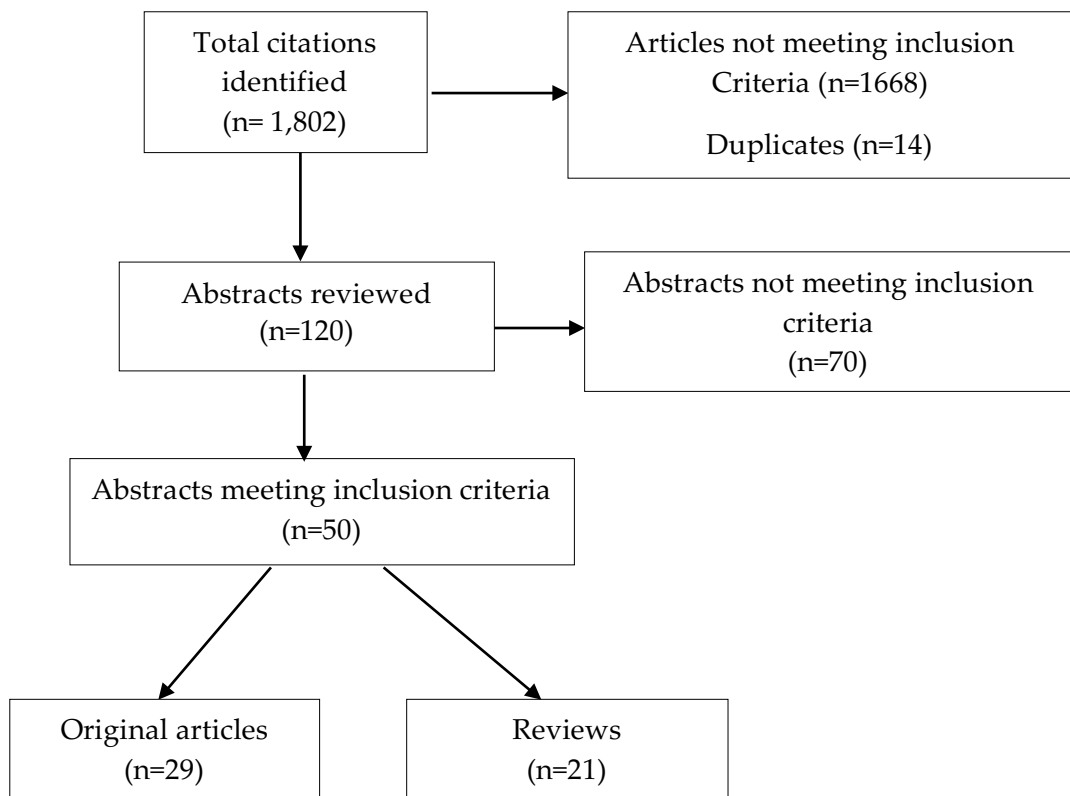 Total citations
identified
(n= 1,802)
Articles not meeting inclusion
Criteria (n=1668)
Duplicates (n=14)
Abstracts reviewed
(n=120)
Abstracts not meeting inclusion
criteria
(n=70)
Abstracts meeting inclusion criteria
(n=50)
Original articles
(n=29)
Reviews
(n=21)